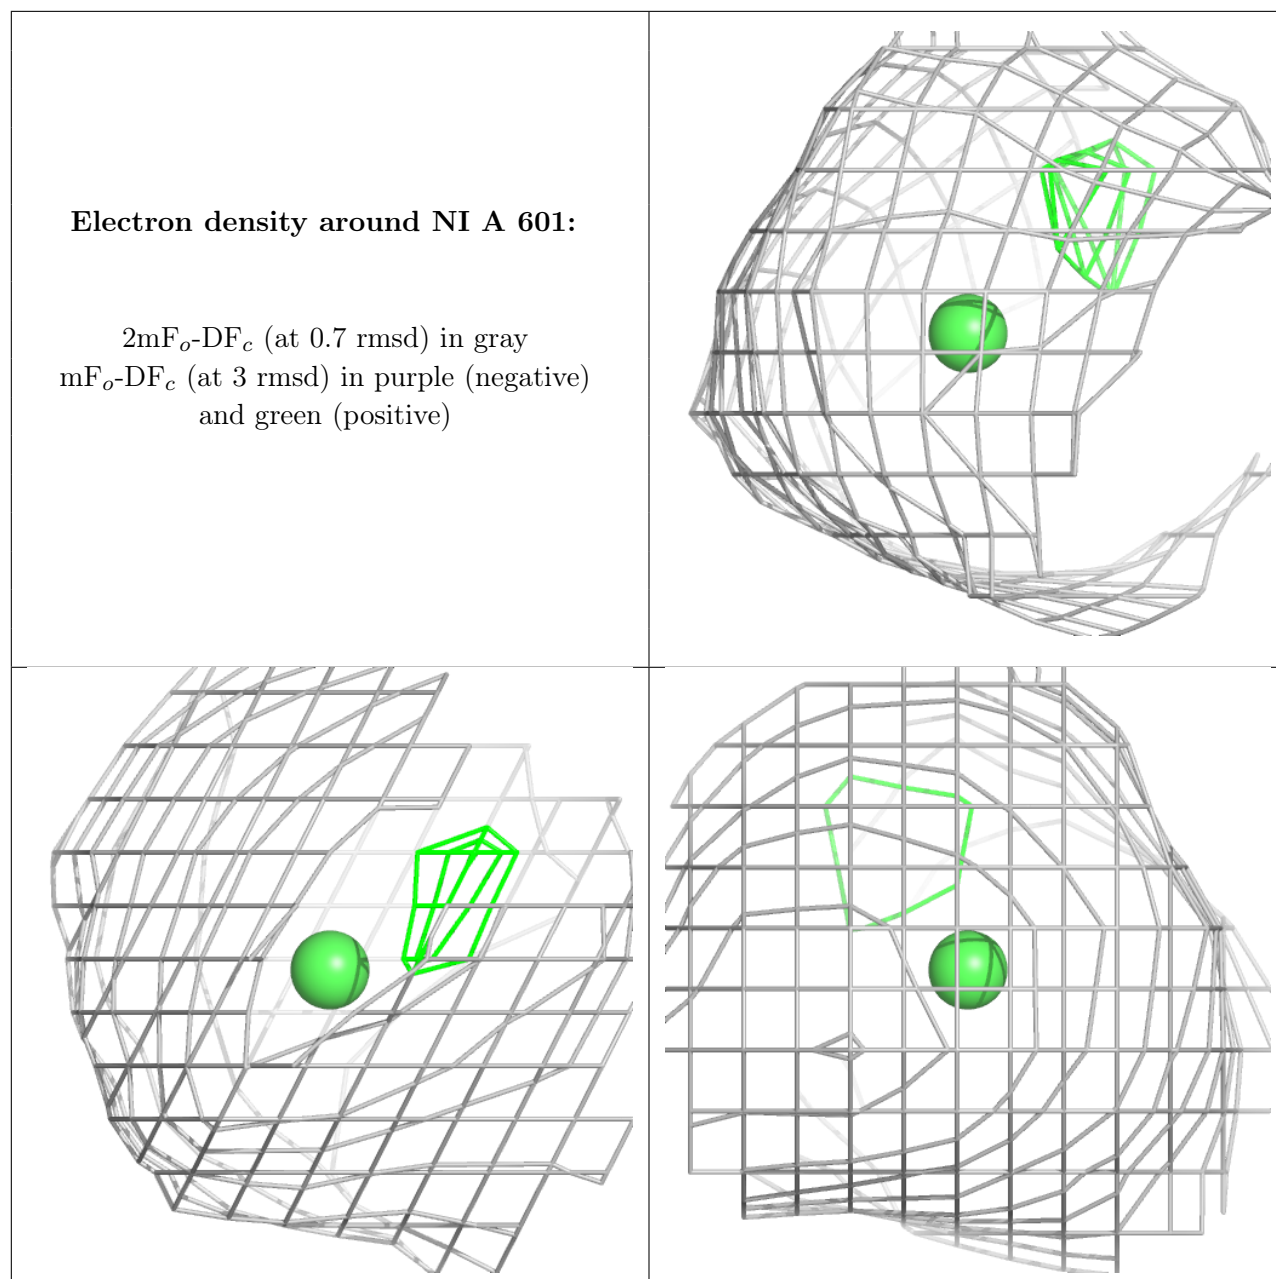 Electron density around NI A 601:
2mFo-DFc (at 0.7 rmsd) in gray
mFo-DFc (at 3 rmsd) in purple (negative)
and green (positive)